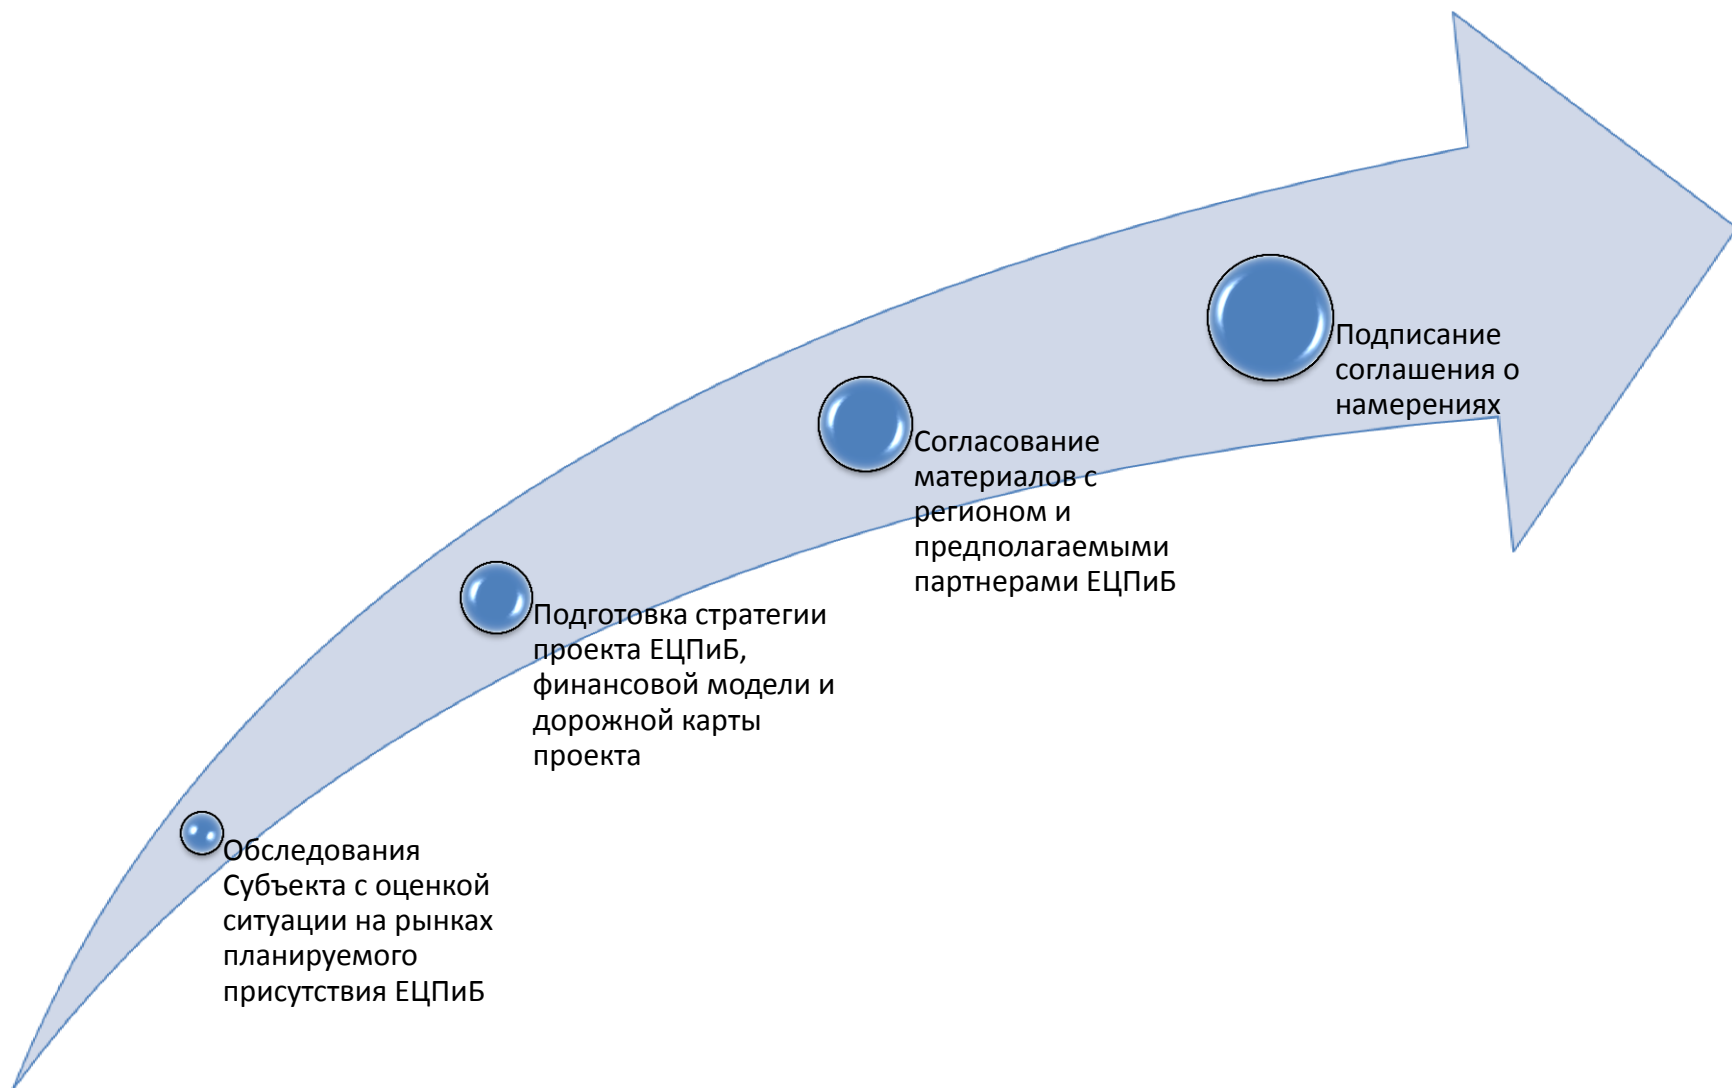 Подписание
соглашения о
намерениях
Согласование
материалов с
регионом и
предполагаемыми
партнерами ЕЦПиБ
Подготовка стратегии
проекта ЕЦПиБ,
финансовой модели и
дорожной карты
проекта
Обследования
Субъекта с оценкой
ситуации на рынках
планируемого
присутствия ЕЦПиБ